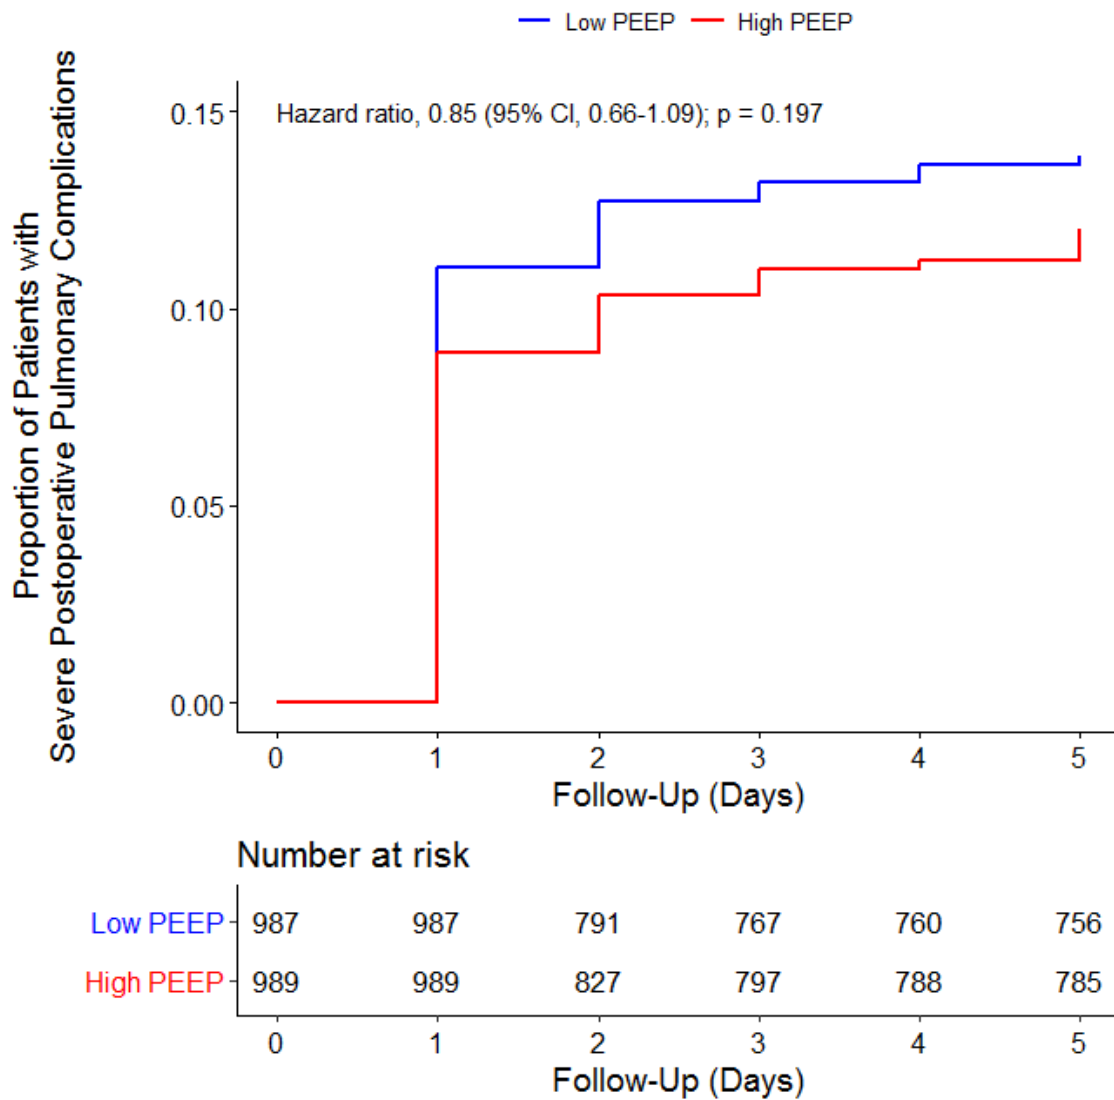 Low PEEP High PEEP
Hazard ratio, 0.85 (95% CI, 0.66-1.09); p = 0.197
Proportion of Patients with
Severe Postoperative Pulmonary Complications
0.15
0.10
0.05
0.00
0 1 2 3 4 5
Follow-Up (Days)
Number at risk
Low PEEP 987 987 791 767 760 756
High PEEP 989 989 827 797 788 785
0 1 2 3 4 5
Follow-Up (Days)